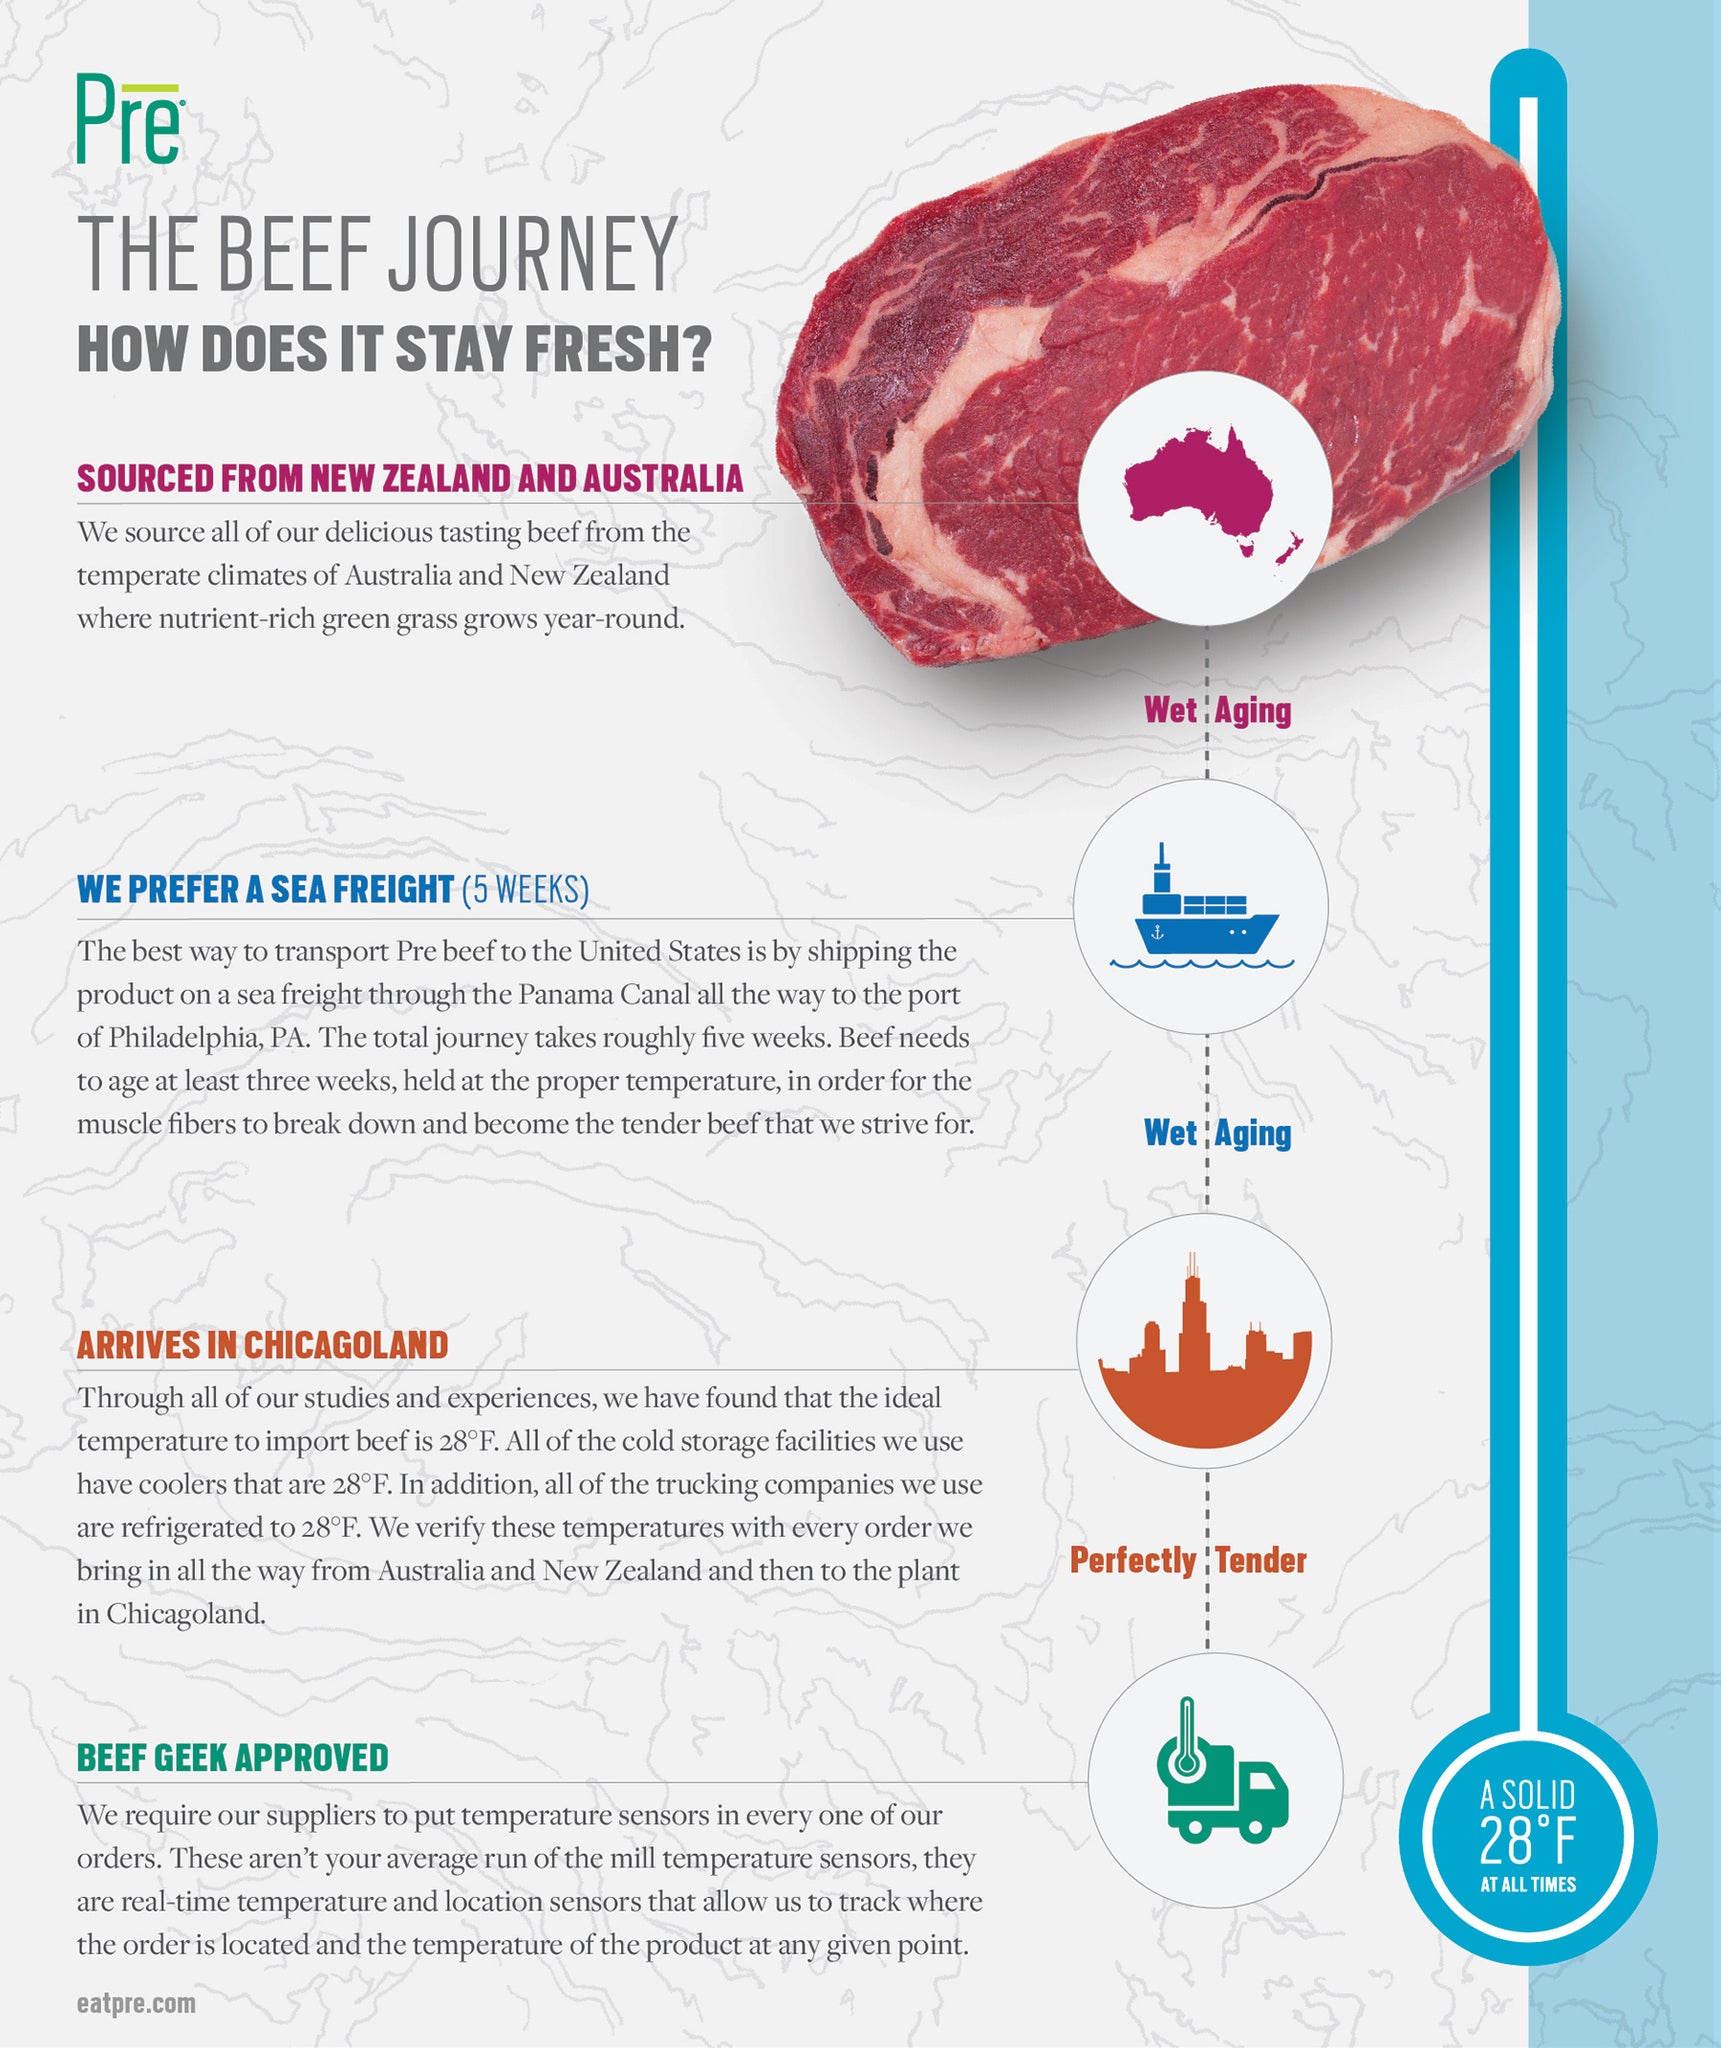 Pre
THE BEEF JOURNEY
HOW DOES IT STAY FRESH?
SOURCED FROM NEW ZEALAND AND AUSTRALIA
We source all of our delicious tasting beef from the
temperate climates of Australia and New Zealand
where nutrient-rich green grass grows year-round.
Wet Aging
WE PREFER A SEA FREIGHT (5 WEEKS)
The best way to transport Pre beef to the United States is by shipping the
product on a sea freight through the Panama Canal all the way to the port
of Philadelphia, PA. The total journey takes roughly five weeks. Beef needs
to age at least three weeks, held at the proper temperature, in order for the
muscle fibers to break down and become the tender beef that we strive for.
Wet Aging
ARRIVES IN CHICAGOLAND
Through all of our studies and experiences, we have found that the ideal
temperature to import beef is 28°F. All of the cold storage facilities we use
have coolers that are 28°F. In addition, all of the trucking companies we use
are refrigerated to 28°F. We verify these temperatures with every order we
bring in all the way from Australia and New Zealand and then to the plant
in Chicagoland.
Perfectly Tender
BEEF GEEK APPROVED
We require our suppliers to put temperature sensors in every one of our
orders. These aren't your average run of the mill temperature sensors, they
are real-time temperature and location sensors that allow us to track where
the order is located and the temperature of the product at any given point.
A SOLID
28°F
AT ALL TIMES
eatpre.com